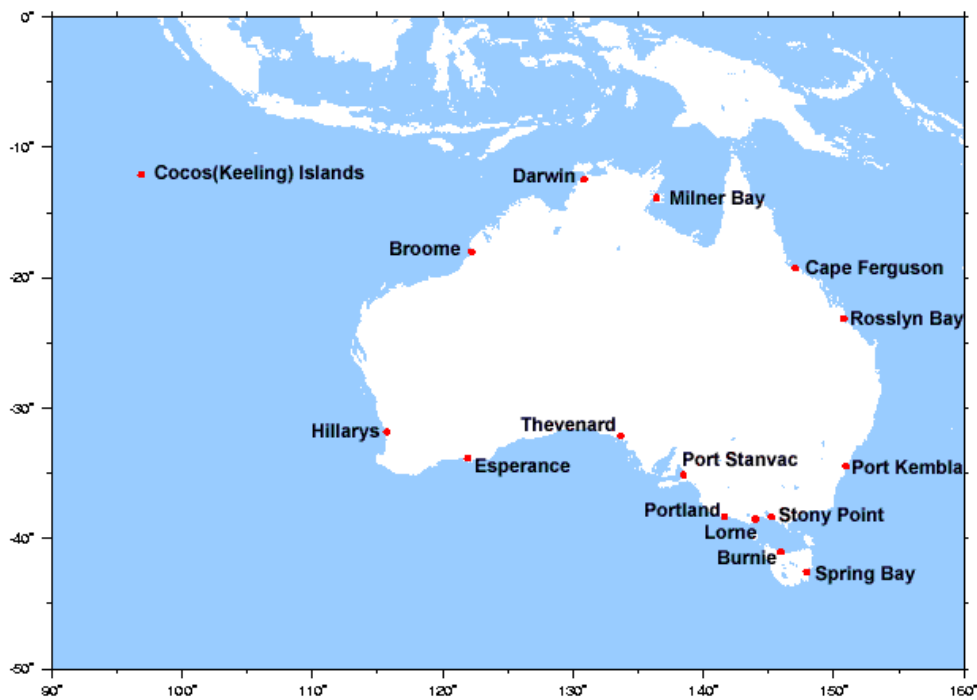 0°
-10°
-20°
-30°
-40°
-50°
90°
100°
110°
120°
130°
140°
150°
160°
Cocos(Keeling) Islands
Darwin
Milner Bay
Broome
Cape Ferguson
Rosslyn Bay
Hillarys
Thevenard
Esperance
Port Stanvac
Port Kembla
Portland
Stony Point
Lorne
Burnie
Spring Bay